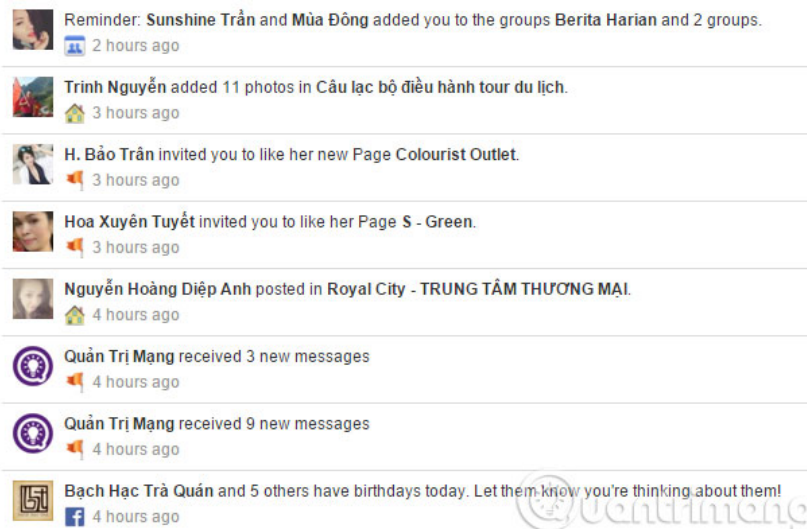 Reminder: Sunshine Trần and Mùa Đông added you to the groups Berita Harian and 2 groups.
2 hours ago
Trinh Nguyễn added 11 photos in Câu lạc bộ điều hành tour du lịch.
3 hours ago
H. Bảo Trân invited you to like her new Page Colourist Outlet.
3 hours ago
Hoa Xuyên Tuyết invited you to like her Page S - Green.
3 hours ago
Nguyễn Hoàng Diệp Anh posted in Royal City - TRUNG TÂM THƯƠNG MẠI.
4 hours ago
Quản Trị Mạng received 3 new messages
4 hours ago
Quản Trị Mạng received 9 new messages
4 hours ago
Bạch Hạc Trà Quán and 5 others have birthdays today. Let them know you're thinking about them!
4 hours ago
Quantrimang